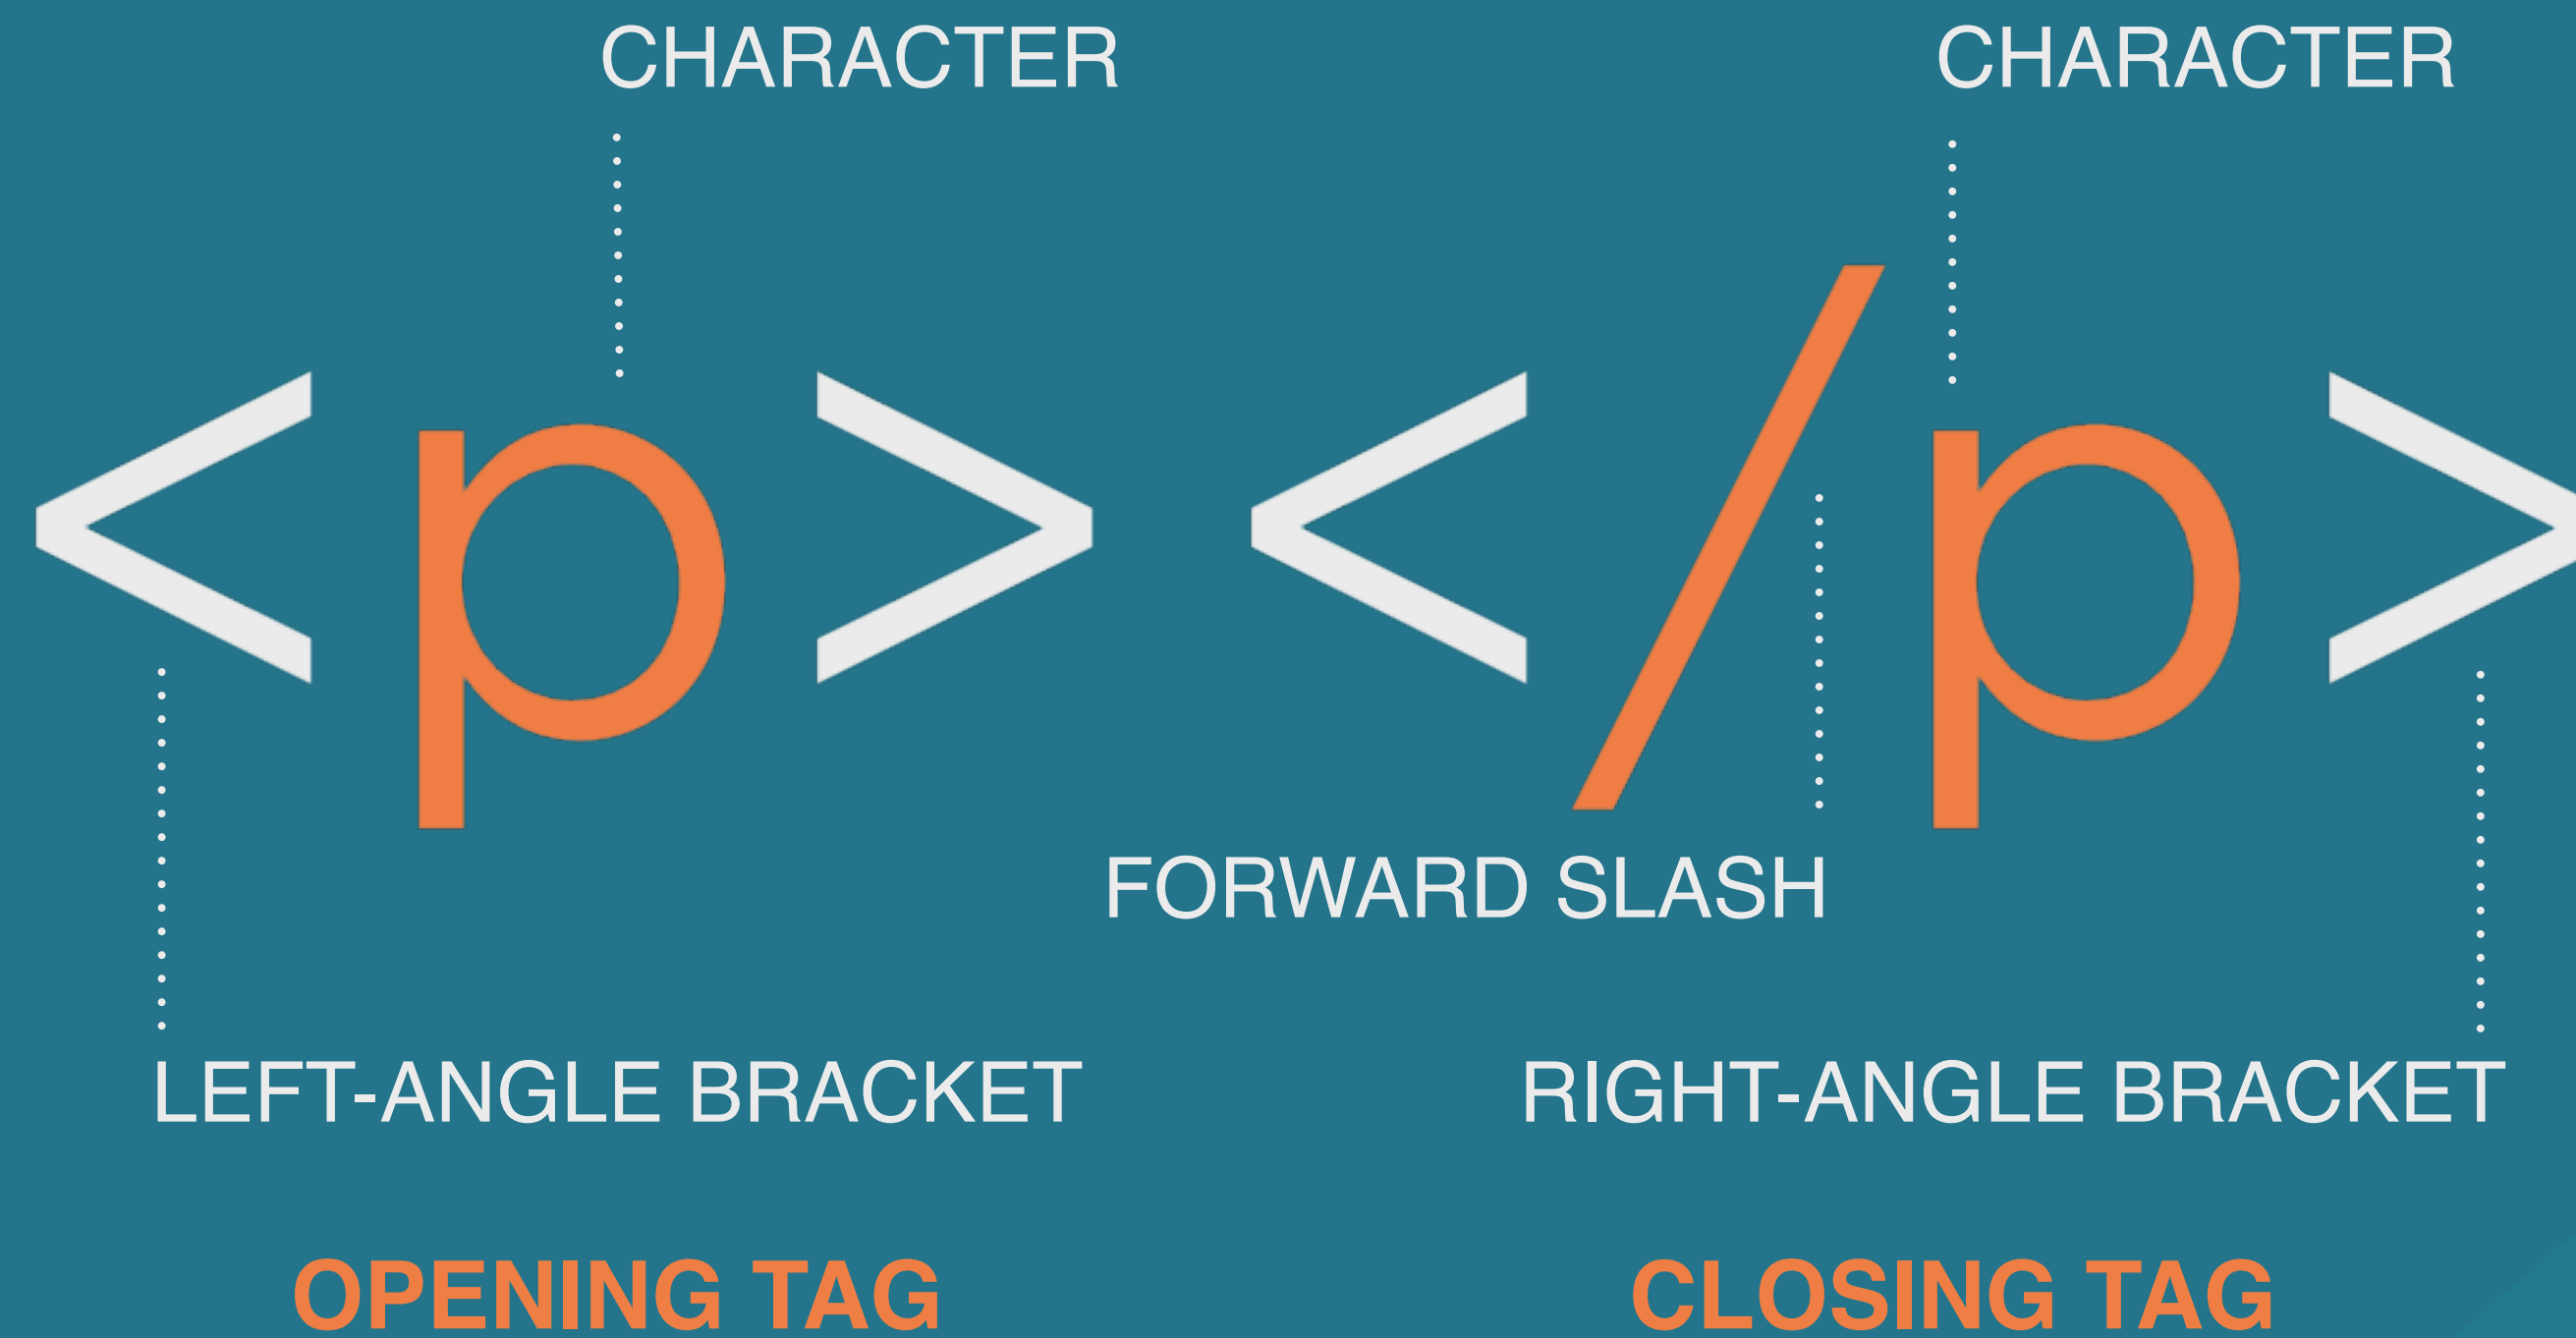 CHARACTER CHARACTER
<p></p>
FORWARD SLASH
LEFT-ANGLE BRACKET RIGHT-ANGLE BRACKET
OPENING TAG CLOSING TAG